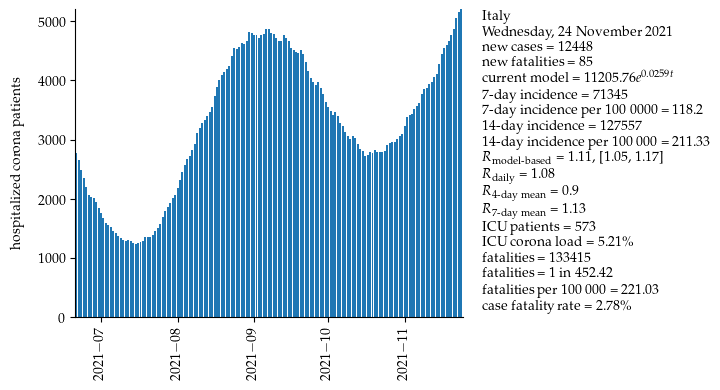 hospitalized corona patients
5000
4000
3000
2000
1000
0
2021−07
2021−08
2021−09
2021−10
2021−11
Italy
Wednesday, 24 November 2021
new cases = 12448
new fatalities = 85
current model = 11205.76e^0.0259t
7-day incidence = 71345
7-day incidence per 100 0000 = 118.2
14-day incidence = 127557
14-day incidence per 100 000 = 211.33
R model-based = 1.11, [1.05, 1.17]
R daily = 1.08
R 4-day mean = 0.9
R 7-day mean = 1.13
ICU patients = 573
ICU corona load = 5.21%
fatalities = 133415
fatalities = 1 in 452.42
fatalities per 100 000 = 221.03
case fatality rate = 2.78%